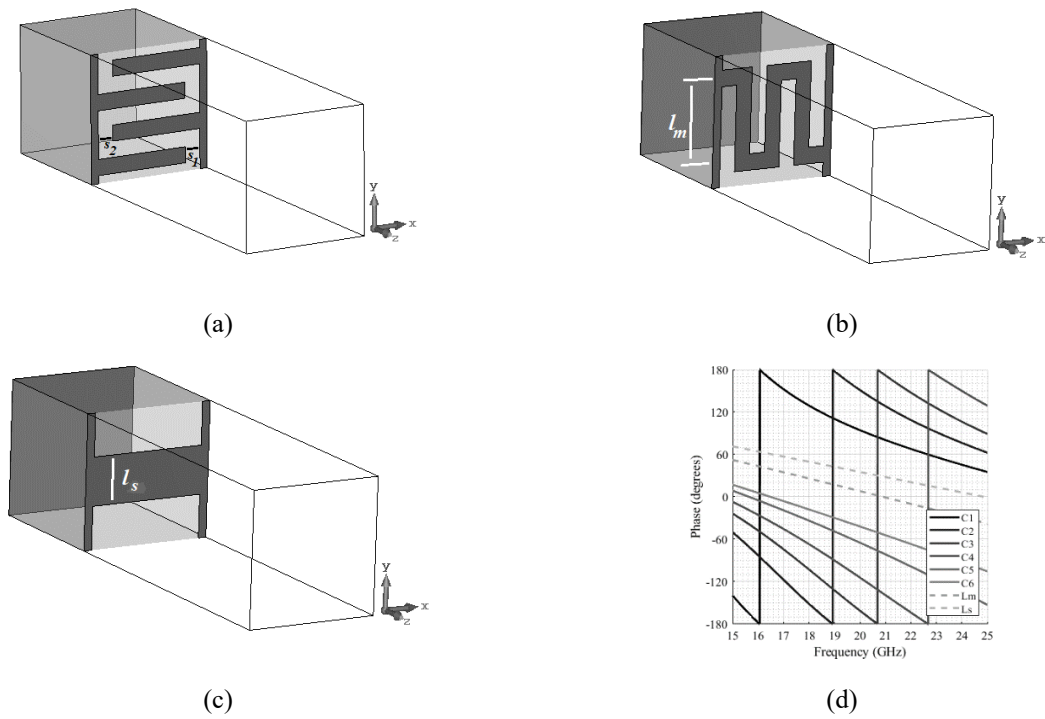 s2
s1
y
x
z
(a)
lm
y
x
z
(b)
ls
y
x
z
(c)
180
120
60
0
-60
-120
-180
Phase (degrees)
C1
C2
C3
C4
C5
C6
Lm
Ls
15 16 17 18 19 20 21 22 23 24 25
Frequency (GHz)
(d)